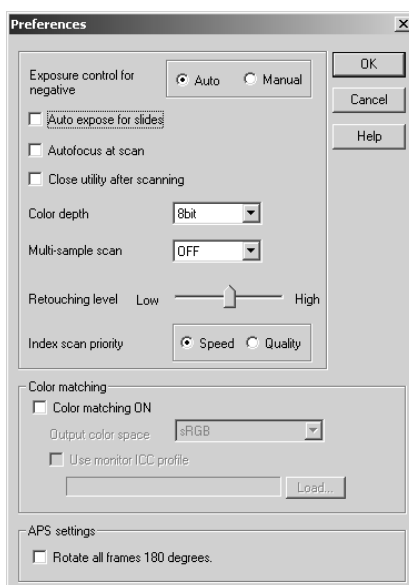 Preferences
Exposure control for
negative
Auto
Manual
OK
Cancel
Help
Auto expose for slides
Autofocus at scan
Close utility after scanning
Color depth
8bit
Multi-sample scan
OFF
Retouching level
Low
High
Index scan priority
Speed
Quality
Color matching
Color matching ON
Output color space
sRGB
Use monitor ICC profile
Load...
APS settings
Rotate all frames 180 degrees.